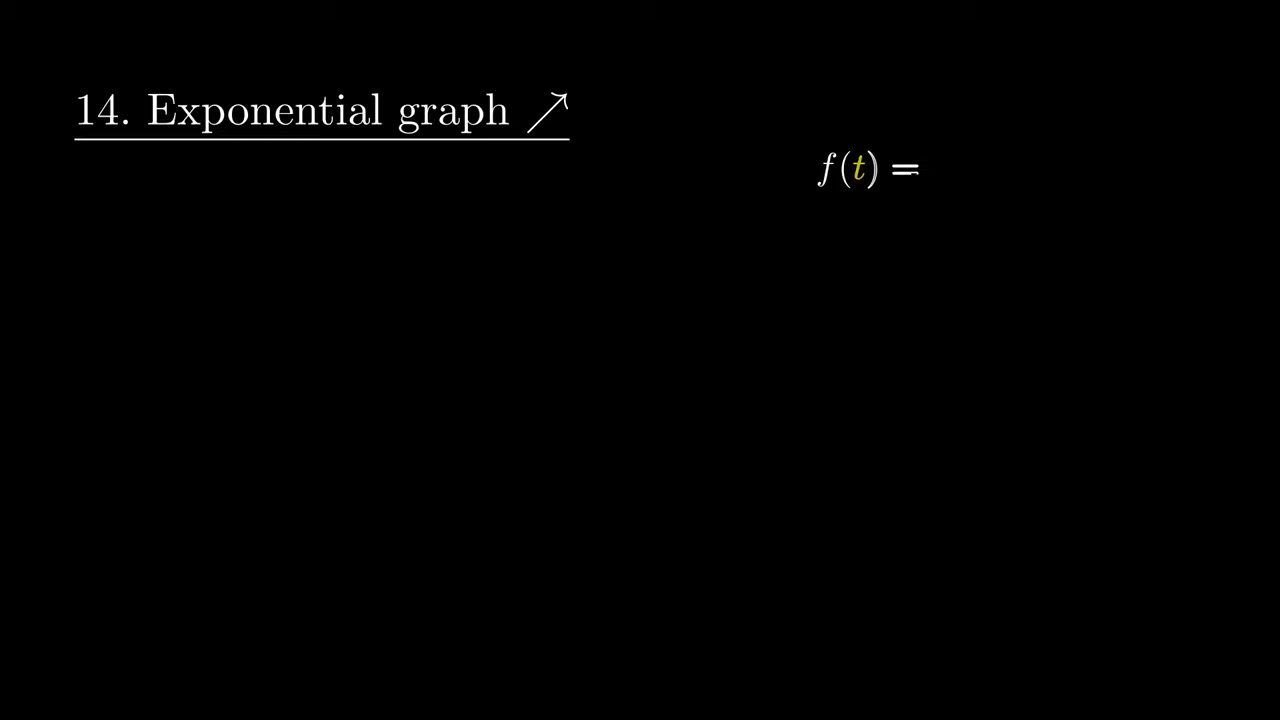 14. Exponential graph ↗
f(t) =